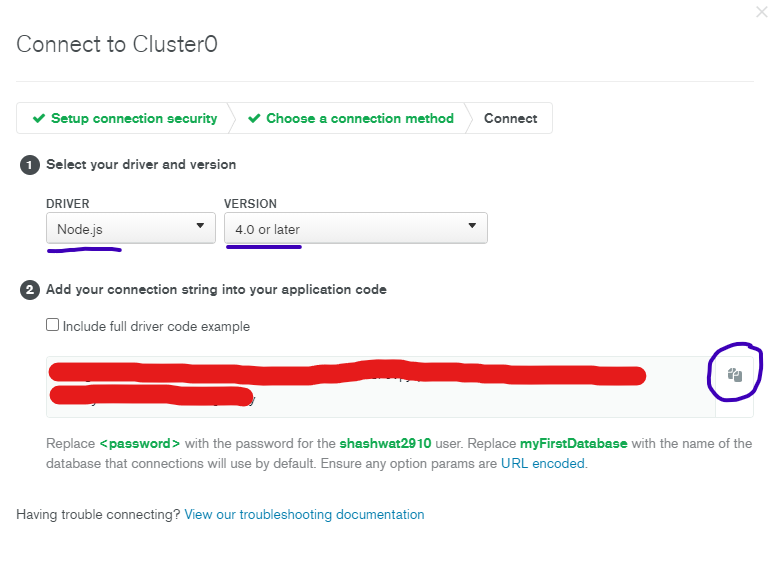 Connect to Cluster0
Setup connection security
Choose a connection method
Connect
1 Select your driver and version
DRIVER
VERSION
Node.js
4.0 or later
2 Add your connection string into your application code
Include full driver code example
Replace <password> with the password for the shashwat2910 user. Replace myFirstDatabase with the name of the
database that connections will use by default. Ensure any option params are URL encoded.
Having trouble connecting? View our troubleshooting documentation